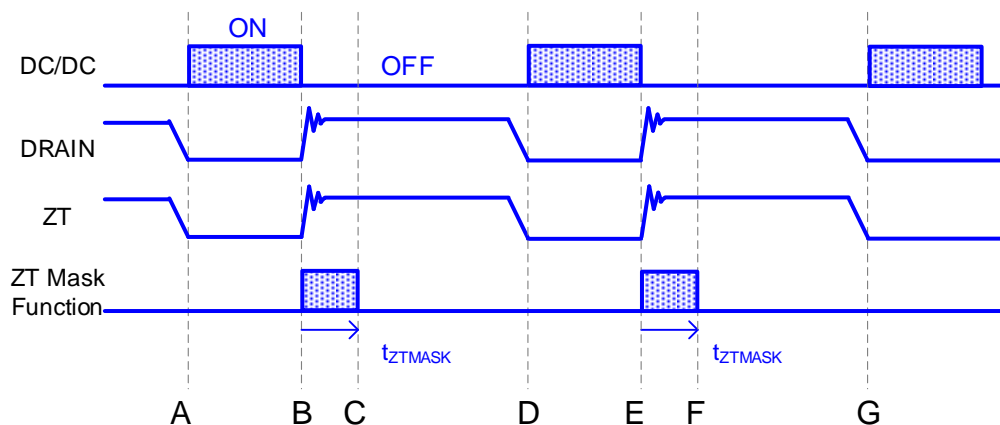 ON
DC/DC
OFF
DRAIN
ZT
ZT Mask
Function
tZTMASK tZTMASK
A B C D E F G